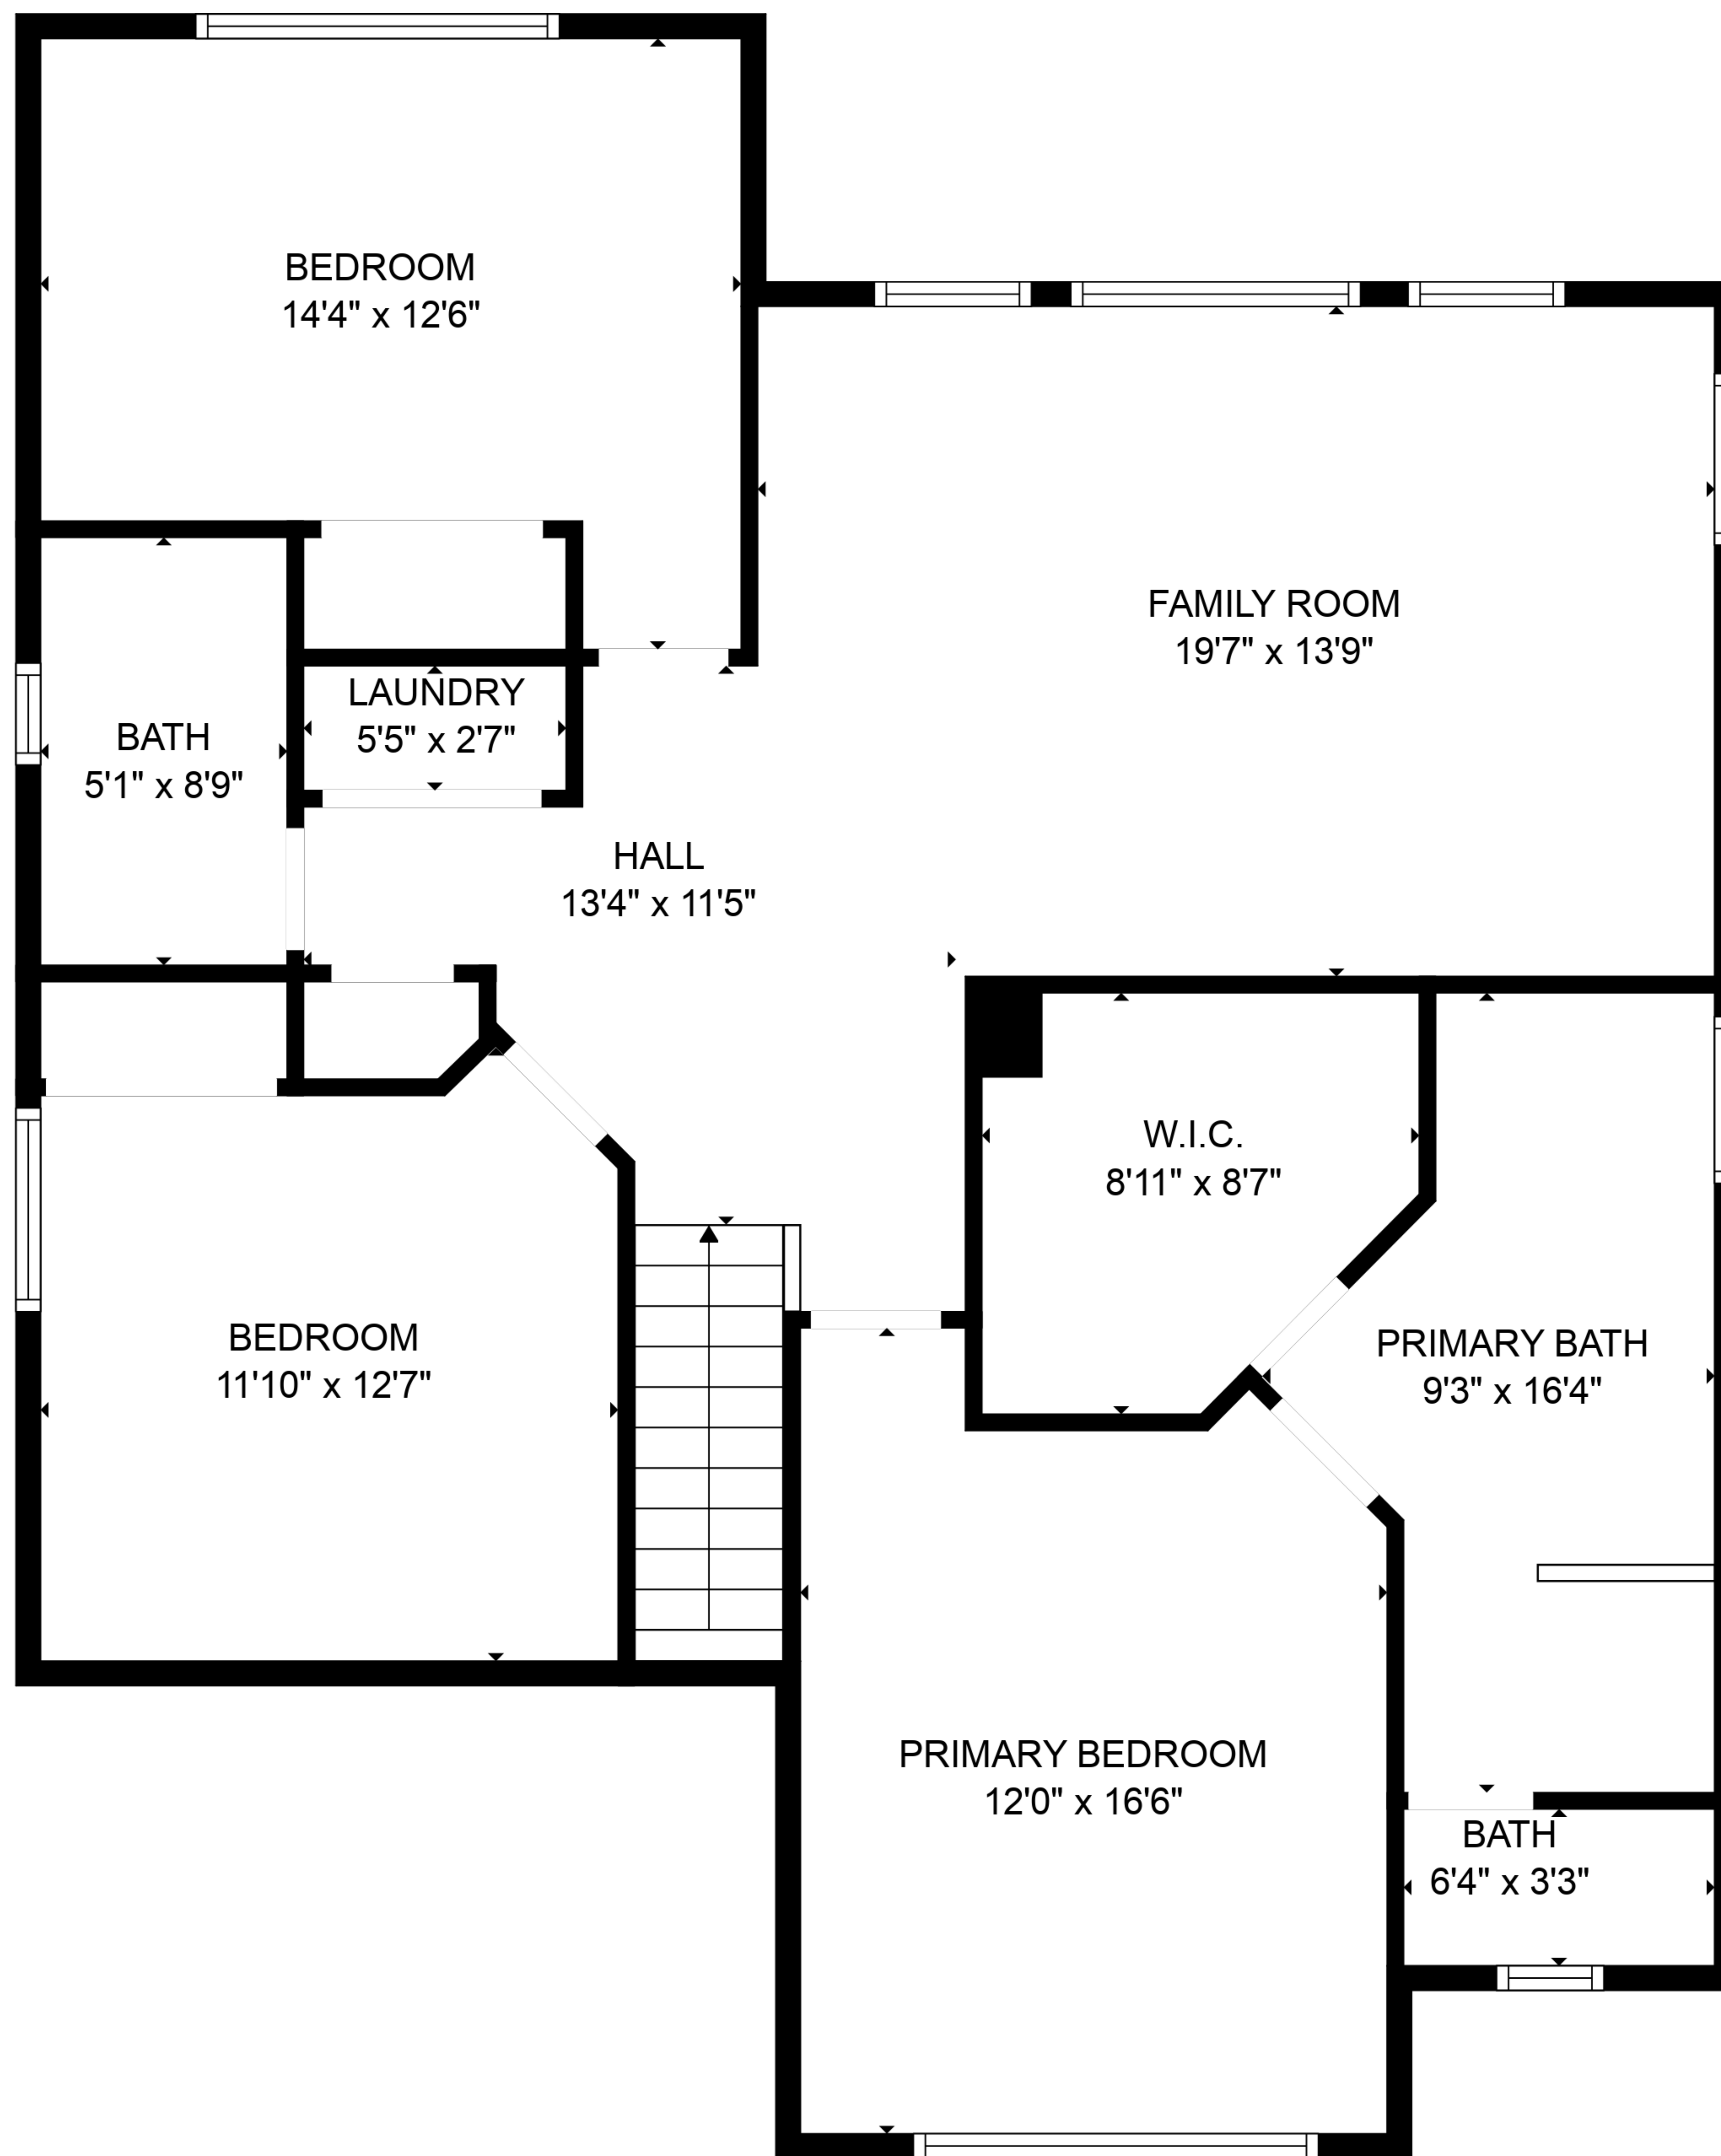 BEDROOM
14'4" x 12'6"
FAMILY ROOM
19'7" x 13'9"
LAUNDRY
5'5" x 2'7"
BATH
5'1" x 8'9"
HALL
13'4" x 11'5"
W.I.C.
8'11" x 8'7"
BEDROOM
11'10" x 12'7"
PRIMARY BATH
9'3" x 16'4"
PRIMARY BEDROOM
12'0" x 16'6"
BATH
6'4" x 3'3"